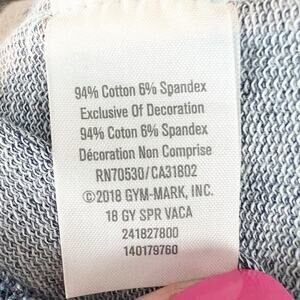 94% Cotton 6% Spandex
Exclusive Of Decoration
94% Coton 6% Spandex
Décoration Non Comprise
RN70530/CA31802
©2018 GYM-MARK, INC.
18 GY SPR VACA
241827800
140179760